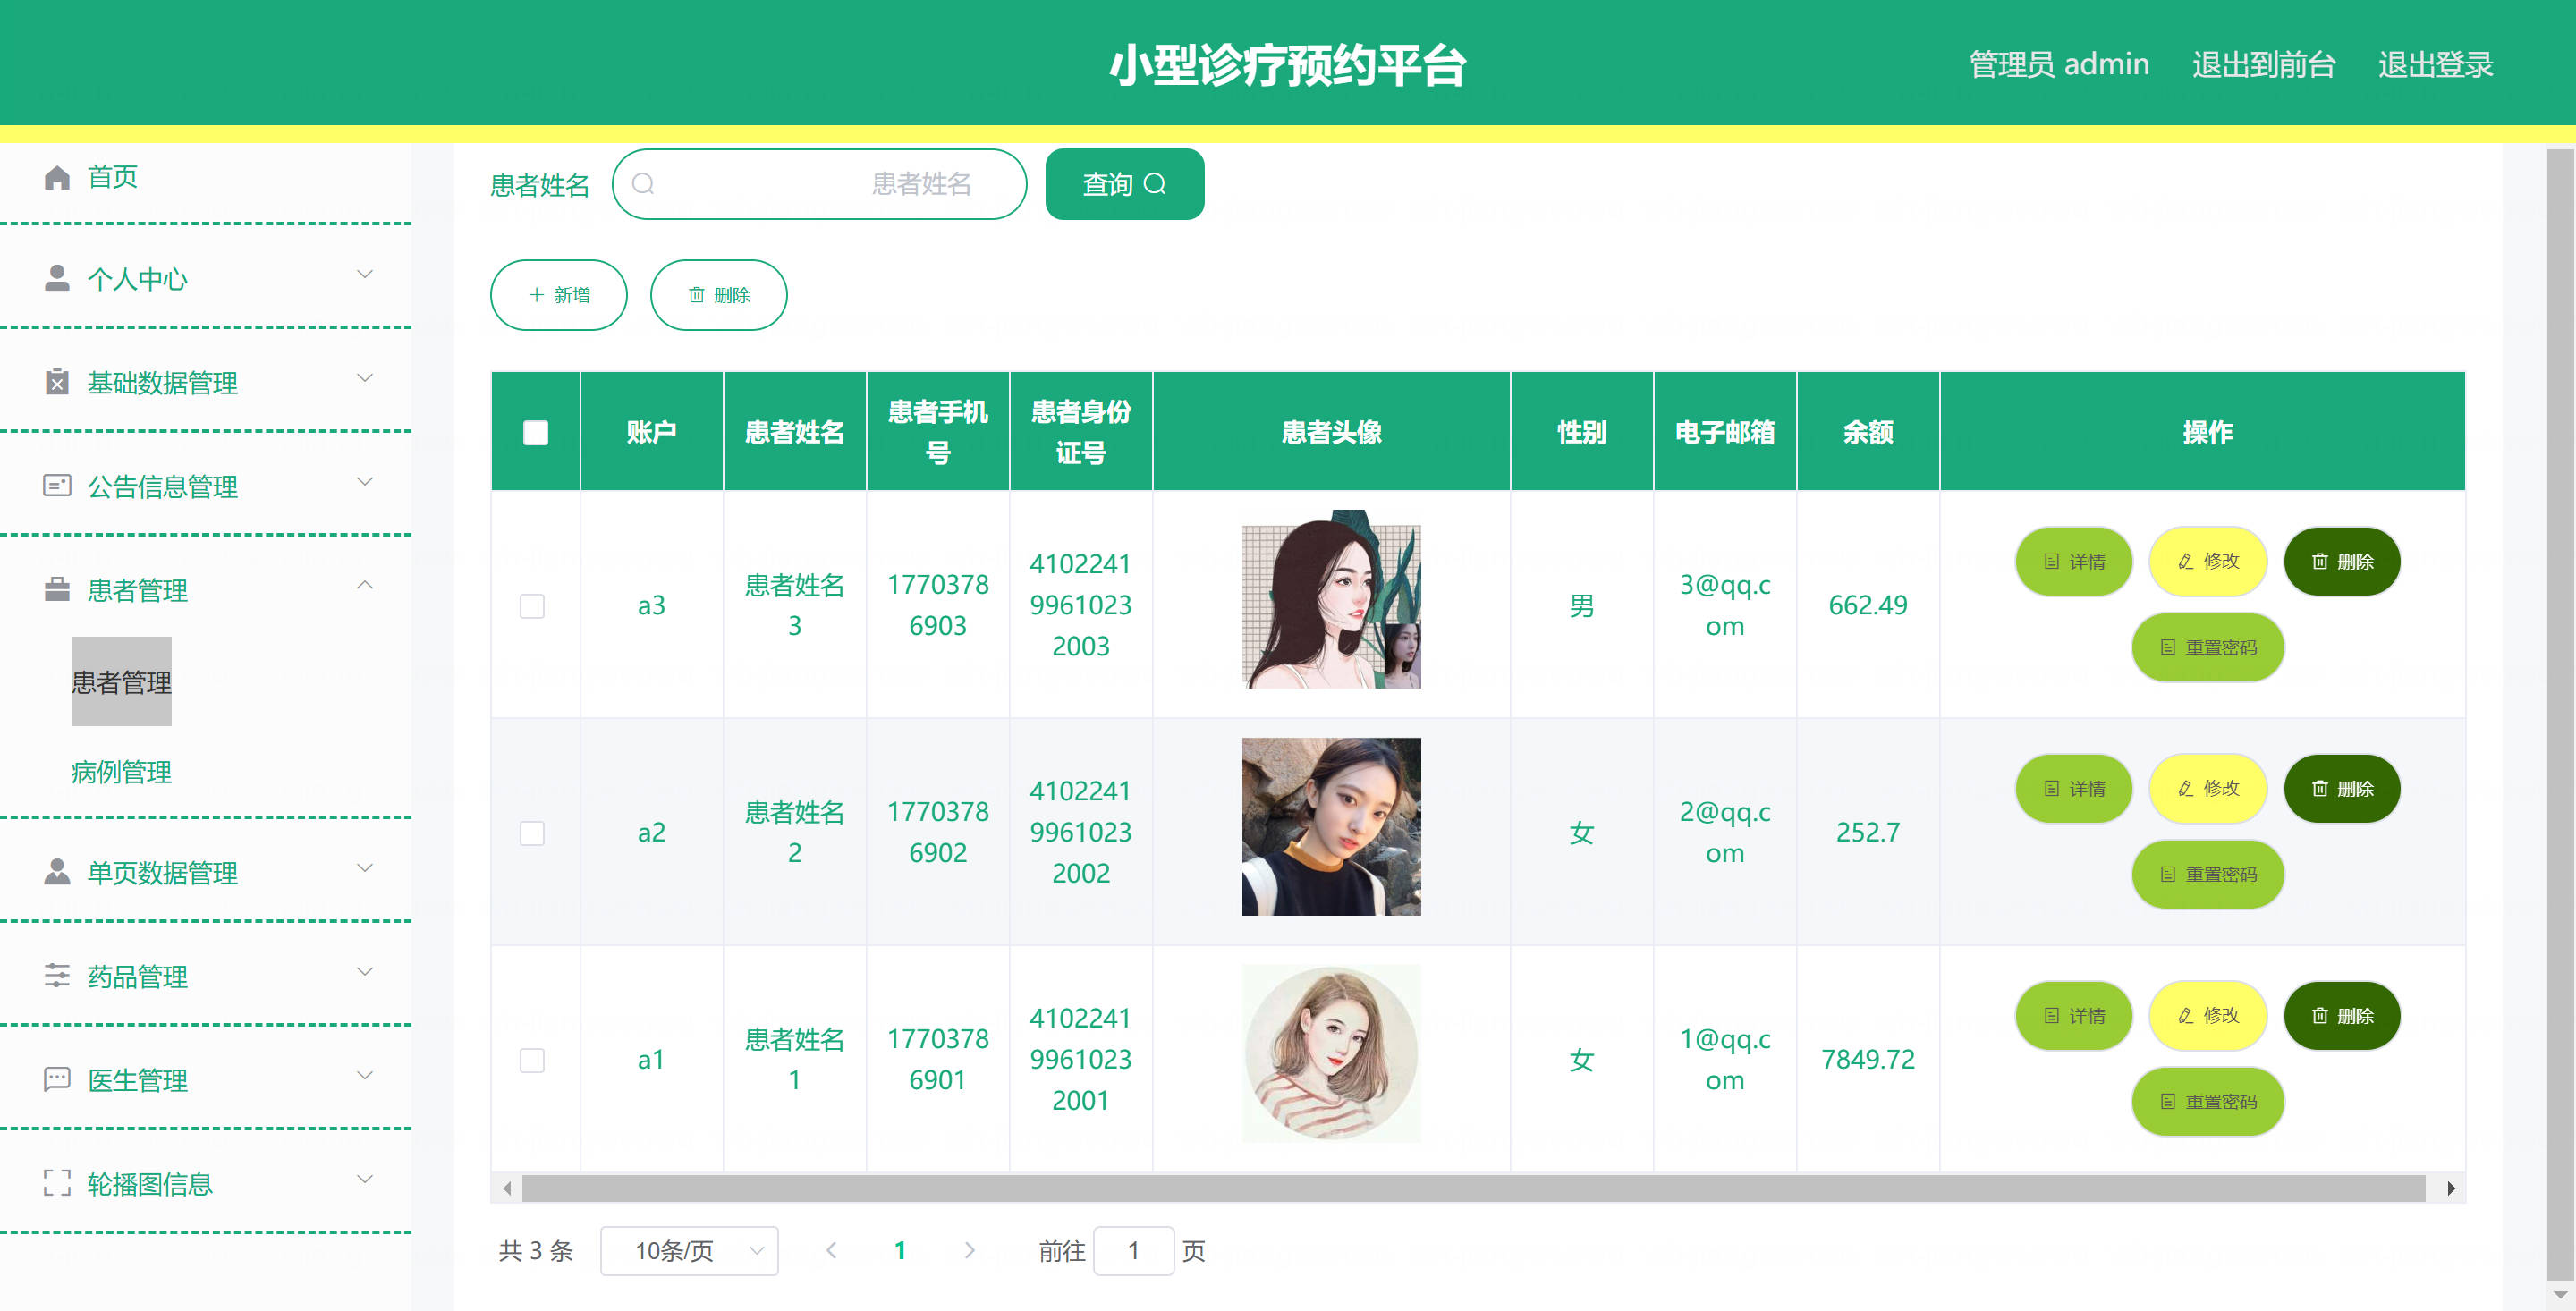 小型诊疗预约平台
管理员 admin 退出到前台 退出登录
首页
个人中心
基础数据管理
公告信息管理
患者管理
患者管理
病例管理
单页数据管理
药品管理
医生管理
轮播图信息
患者姓名 患者姓名 查询
新增 删除
账户 患者姓名 患者手机号 患者身份证号 患者头像 性别 电子邮箱 余额 操作
a3 患者姓名3 17703786903 410224199610232003 男 3@qq.com 662.49 详情 修改 删除 重置密码
a2 患者姓名2 17703786902 410224199610232002 女 2@qq.com 252.7 详情 修改 删除 重置密码
a1 患者姓名1 17703786901 410224199610232001 女 1@qq.com 7849.72 详情 修改 删除 重置密码
共 3 条 10条/页 1 前往 1 页